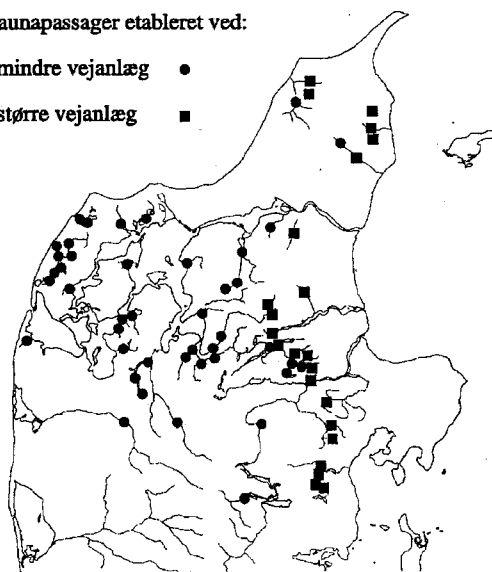 aunapassager etableret ved:
mindre vejanlæg
større vejanlæg